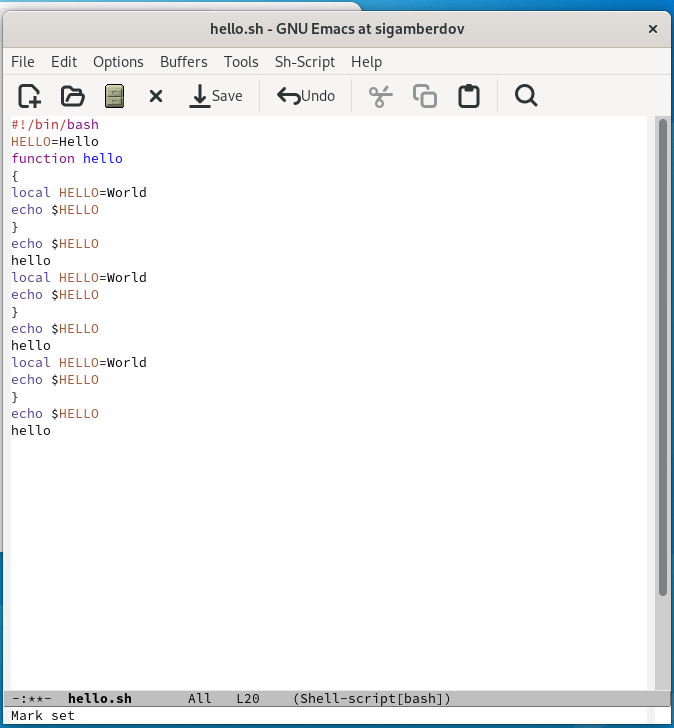 hello.sh - GNU Emacs at sigamberdov
File Edit Options Buffers Tools Sh-Script Help
Save Undo
#!/bin/bash
HELLO=Hello
function hello
{
local HELLO=World
echo $HELLO
}
echo $HELLO
hello
local HELLO=World
echo $HELLO
}
echo $HELLO
hello
local HELLO=World
echo $HELLO
}
echo $HELLO
hello
-:**- hello.sh All L20 (Shell-script[bash])
Mark set